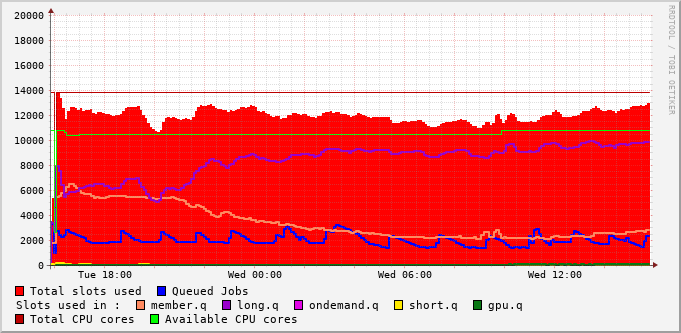 20000
18000
16000
14000
12000
10000
8000
6000
4000
2000
0
Tue 18:00 Wed 00:00 Wed 06:00 Wed 12:00
RRDTOOL / TOBI OETIKER
Total slots used Queued Jobs
Slots used in : member.q long.q ondemand.q short.q gpu.q
Total CPU cores Available CPU cores